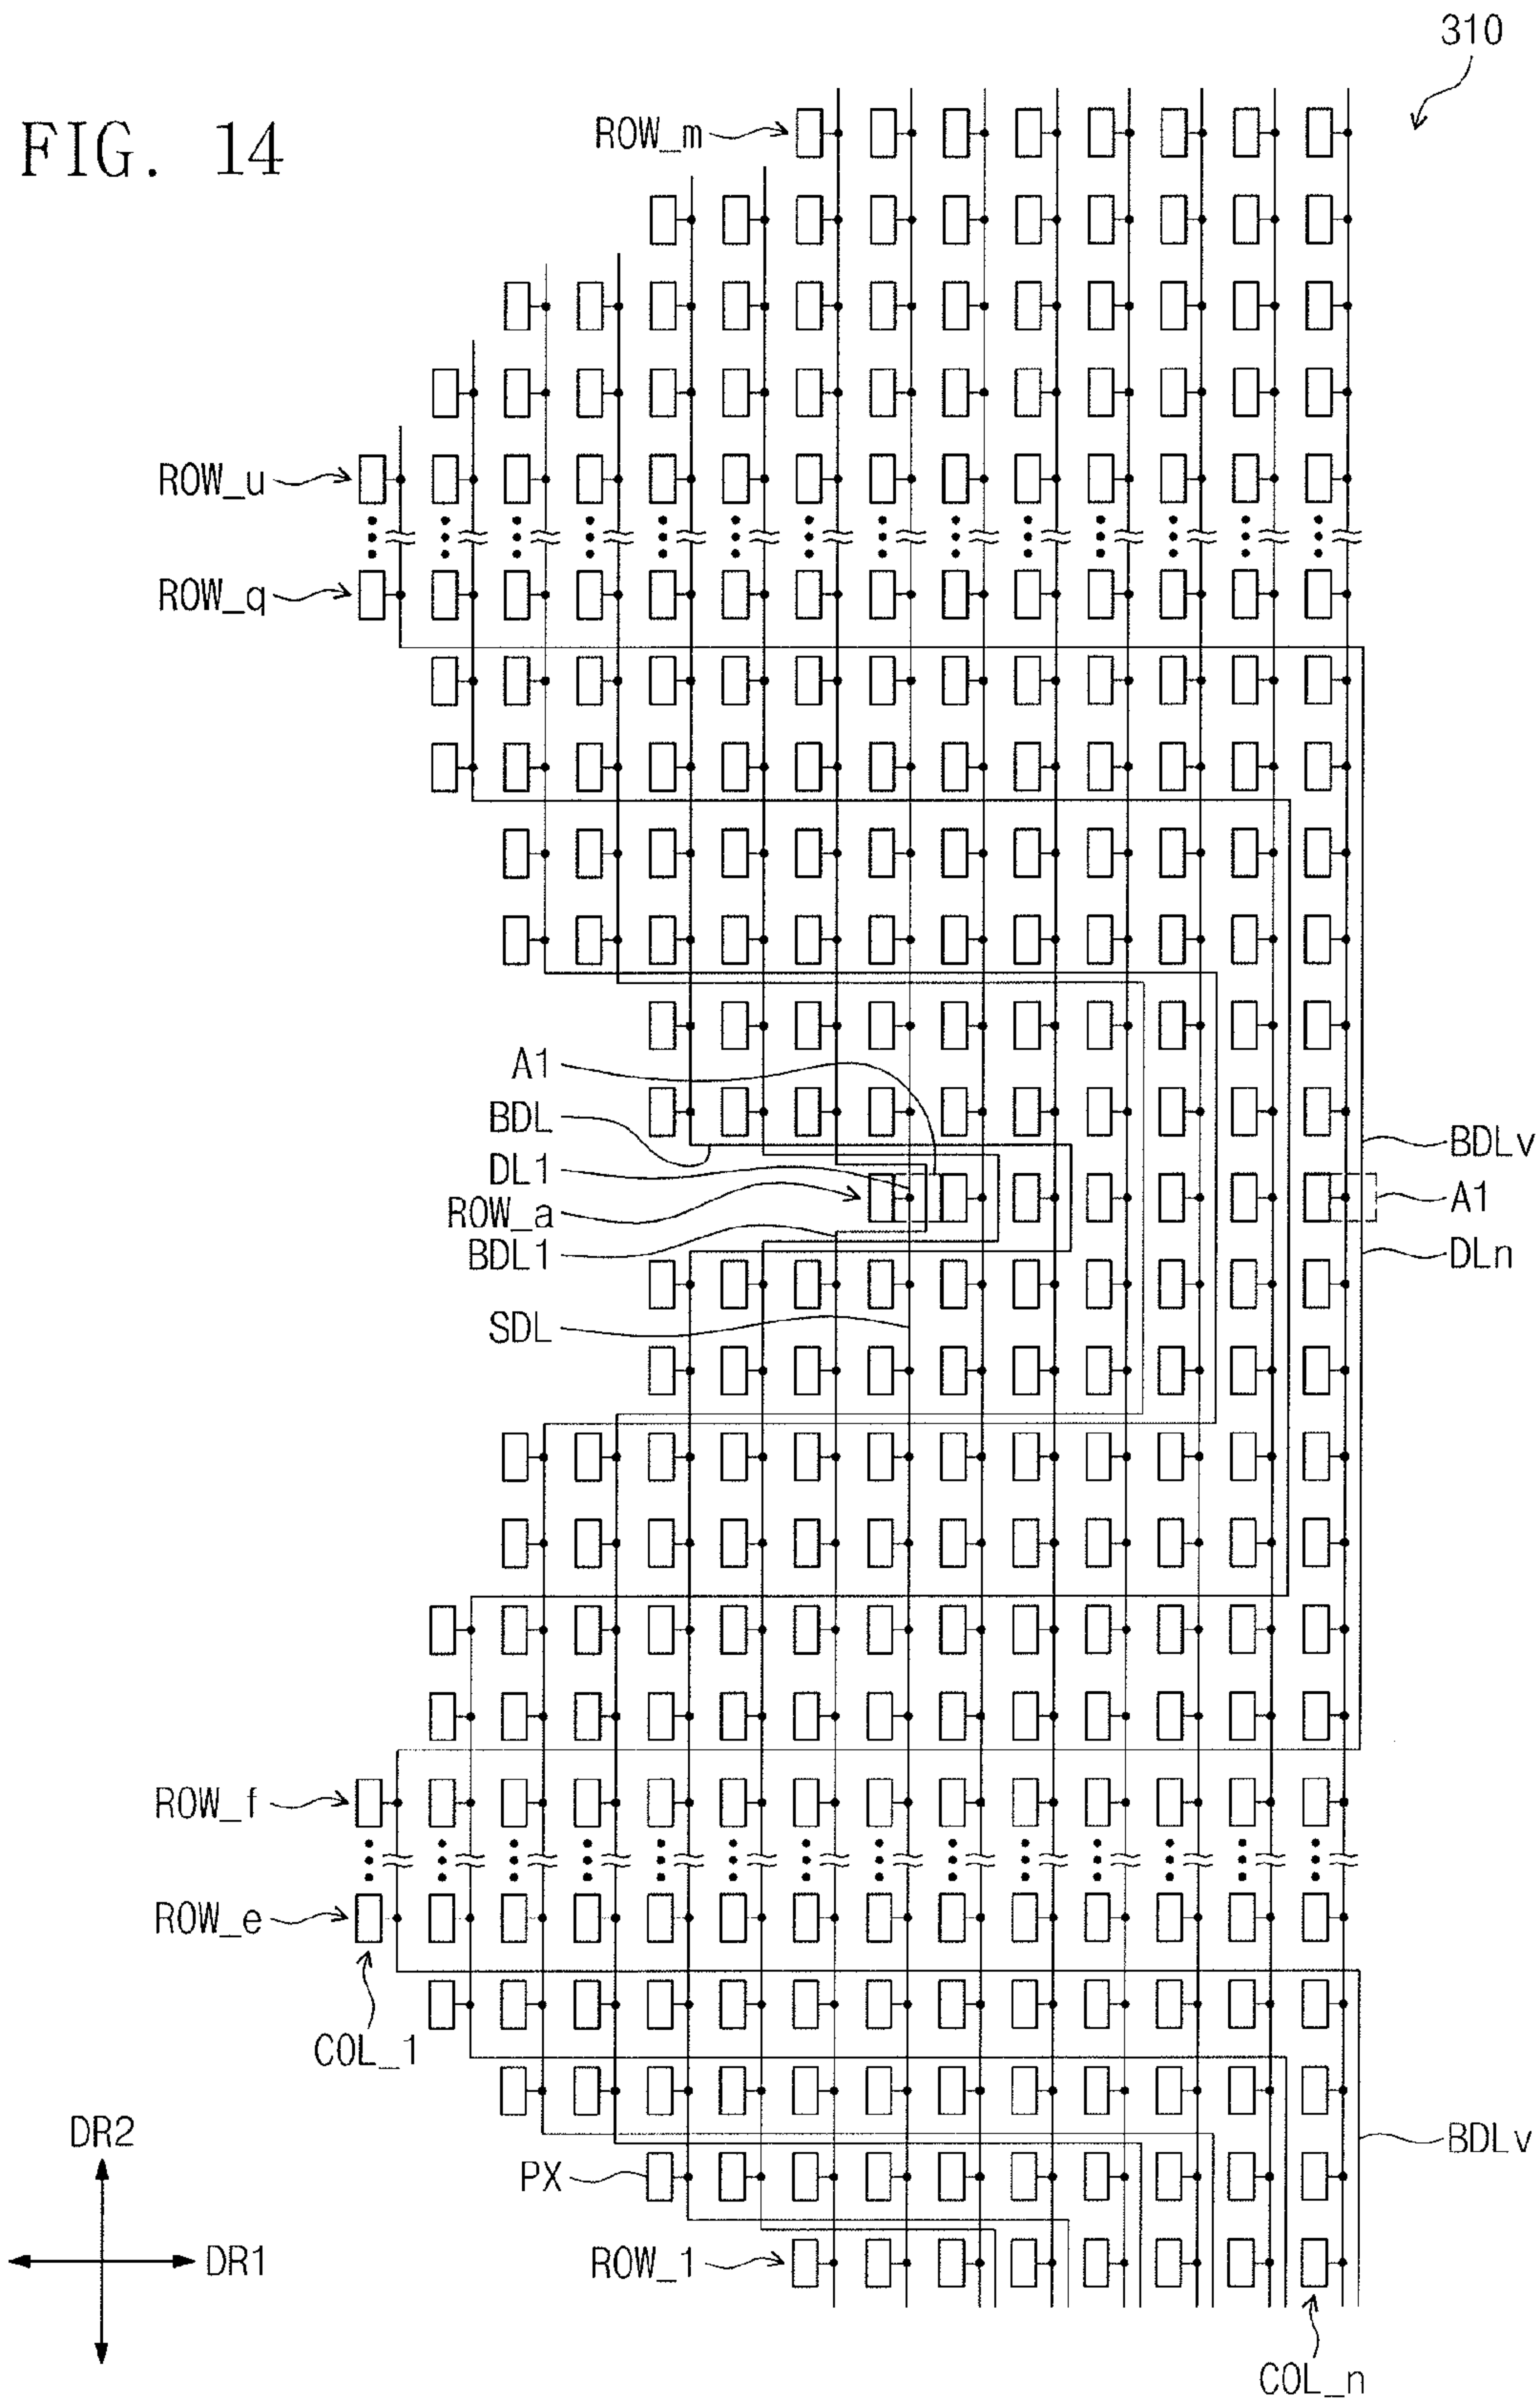 310
FIG. 14
ROW_m
ROW_u
ROW_q
A1
BDL
DL1
ROW_a
BDL1
SDL
BDLv
A1
DLn
ROW_f
ROW_e
COL_1
DR2
DR1
PX
BDLv
ROW_1
COL_n